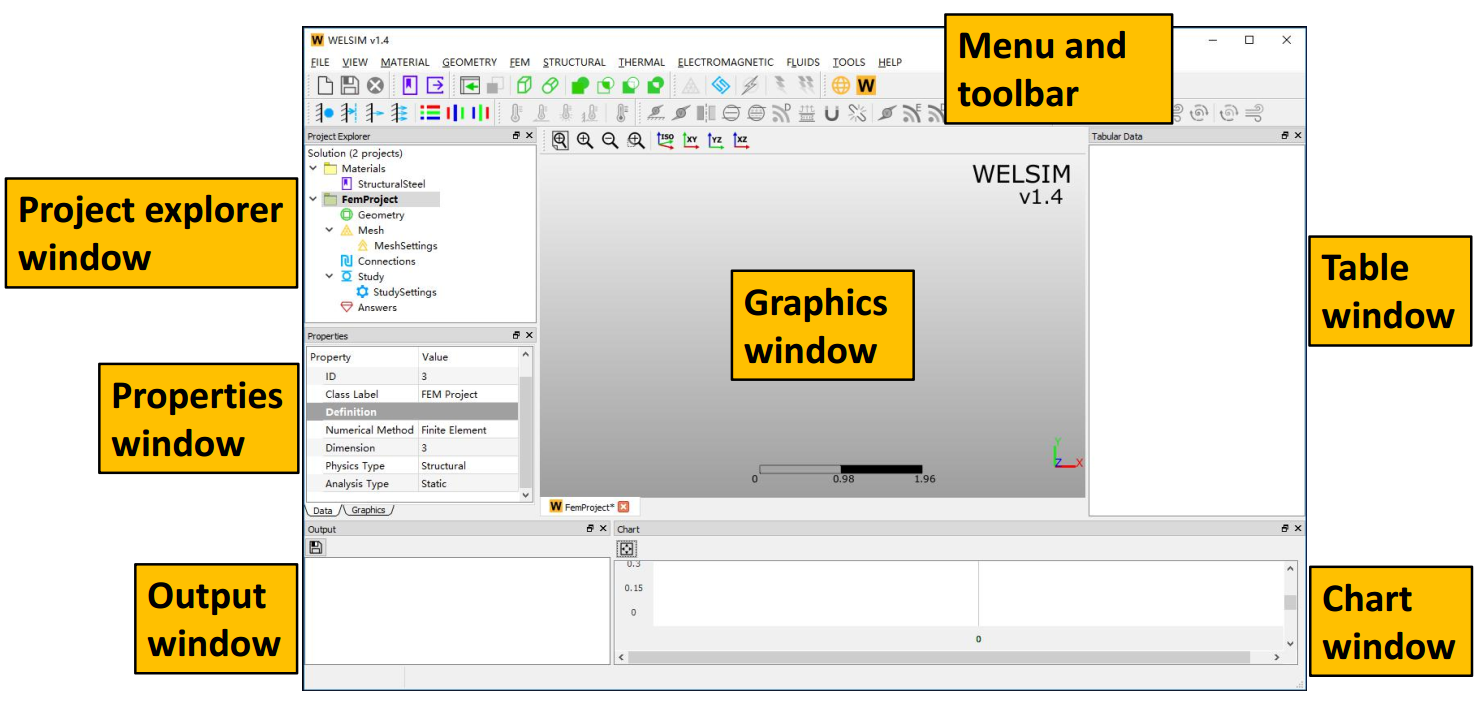 WELSIM v1.4
Menu and
toolbar
FILE VIEW MATERIAL GEOMETRY FEM STRUCTURAL THERMAL ELECTROMAGNETIC FLUIDS TOOLS HELP
Project Explorer
Solution (2 projects)
Materials
StructuralSteel
FemProject
Geometry
Mesh
MeshSettings
Connections
Study
StudySettings
Answers
Project explorer
window
ISO XY YZ XZ
WELSIM
v1.4
Graphics
window
Y
Z X
0 0.98 1.96
FemProject*
Tabular Data
Table
window
Properties
Property Value
ID 3
Class Label FEM Project
Definition
Numerical Method Finite Element
Dimension 3
Physics Type Structural
Analysis Type Static
Data Graphics
Properties
window
Output
Output
window
Chart
0.3
0.15
0
0
Chart
window